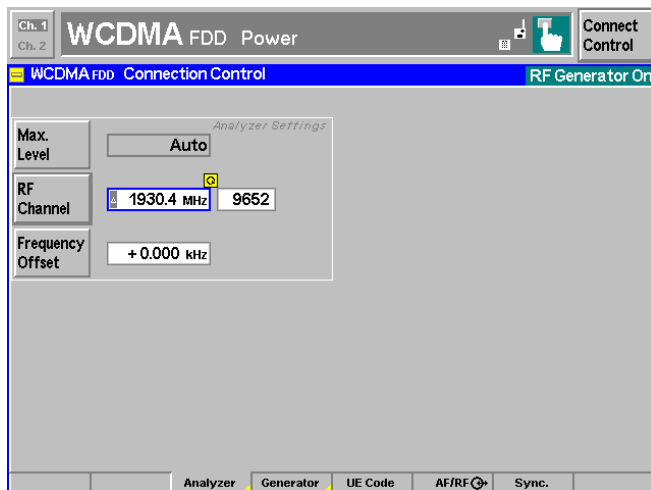 Ch. 1
Ch. 2
WCDMA FDD Power
Connect
Control
WCDMA FDD Connection Control
RF Generator On
Analyzer Settings
Max.
Level
Auto
RF
Channel
1930.4 MHz
9652
Frequency
Offset
+ 0.000 kHz
Analyzer
Generator
UE Code
AF/RF
Sync.